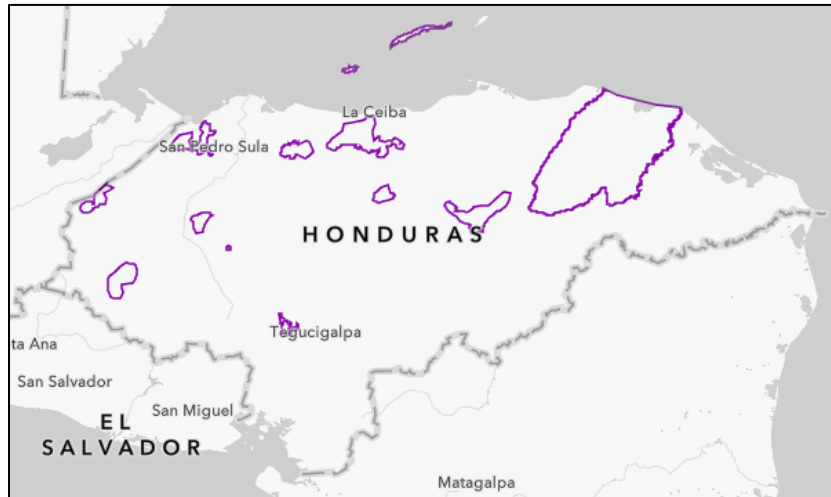 La Ceiba
San Pedro Sula
HONDURAS
Tegucigalpa
ta Ana
San Salvador
San Miguel
EL
SALVADOR
Matagalpa